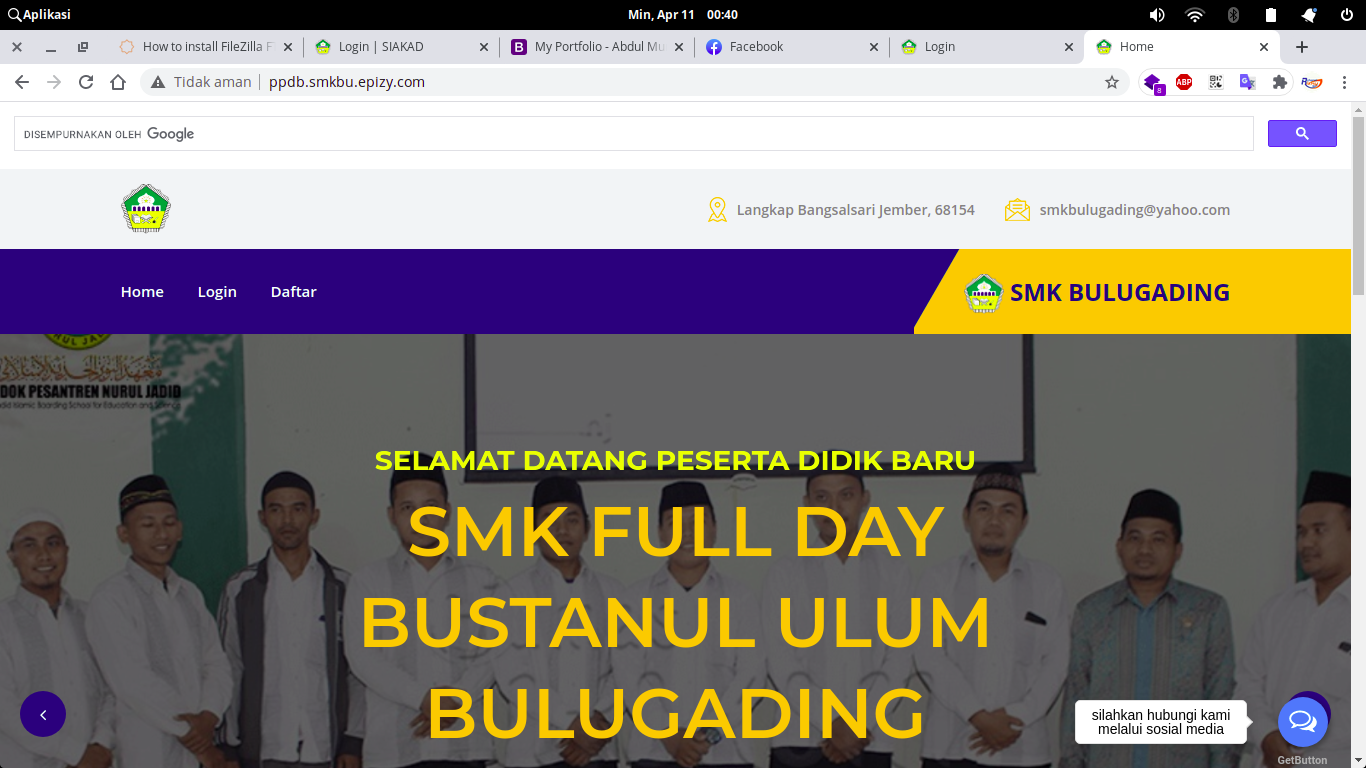 Aplikasi
Min, Apr 11 00:40
How to install FileZilla F
Login | SIAKAD
My Portfolio - Abdul Mu
Facebook
Login
Home
Tidak aman
ppdb.smkbu.epizy.com
8
ABP
DISEMPURNAKAN OLEH Google
Langkap Bangsalsari Jember, 68154
smkbulugading@yahoo.com
Home
Login
Daftar
SMK BULUGADING
DOK PESANTREN NURUL JADID
SELAMAT DATANG PESERTA DIDIK BARU
SMK FULL DAY
BUSTANUL ULUM
BULUGADING
silahkan hubungi kami
melalui sosial media
GetButton